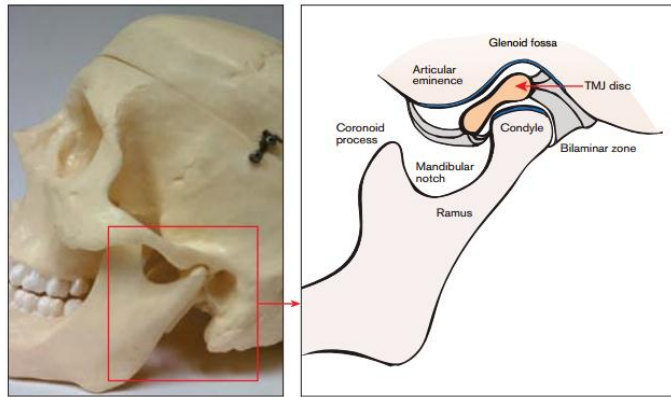 Glenoid fossa
Articular
eminence
TMJ disc
Coronoid
process
Condyle
Bilaminar zone
Mandibular
notch
Ramus